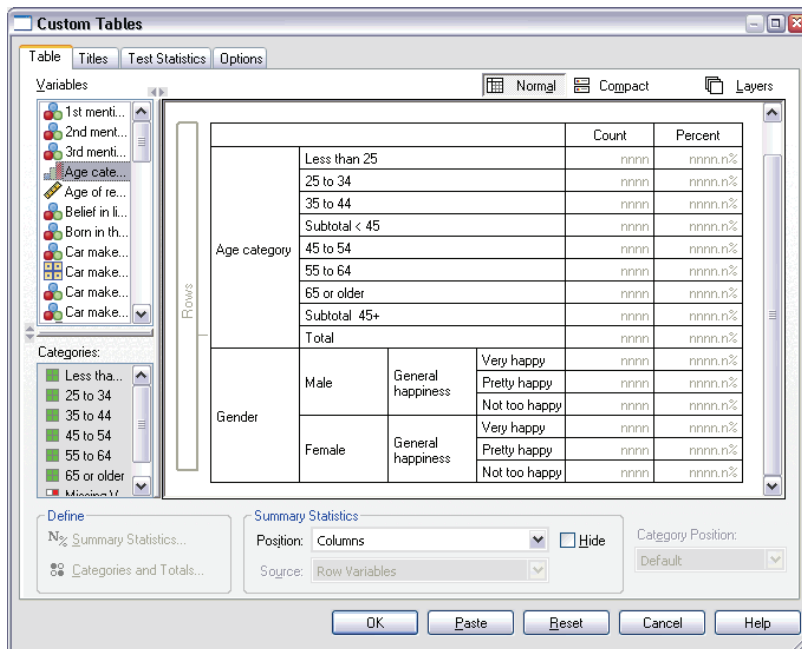 Custom Tables
Table Titles Test Statistics Options
Variables
1st menti...
2nd ment...
3rd menti...
Age cate...
Age of re...
Belief in li...
Born in th...
Car make...
Car make...
Car make...
Car make...
Categories:
Less tha...
25 to 34
35 to 44
45 to 54
55 to 64
65 or older
Normal Compact Layers
Rows
Count Percent
Age category
Less than 25 nnnn nnnn.n%
25 to 34 nnnn nnnn.n%
35 to 44 nnnn nnnn.n%
Subtotal < 45 nnnn nnnn.n%
45 to 54 nnnn nnnn.n%
55 to 64 nnnn nnnn.n%
65 or older nnnn nnnn.n%
Subtotal 45+ nnnn nnnn.n%
Total nnnn nnnn.n%
Gender
Male
General
happiness
Very happy nnnn nnnn.n%
Pretty happy nnnn nnnn.n%
Not too happy nnnn nnnn.n%
Female
General
happiness
Very happy nnnn nnnn.n%
Pretty happy nnnn nnnn.n%
Not too happy nnnn nnnn.n%
Define
N% Summary Statistics...
Categories and Totals...
Summary Statistics
Position: Columns Hide
Source: Row Variables
Category Position:
Default
OK Paste Reset Cancel Help